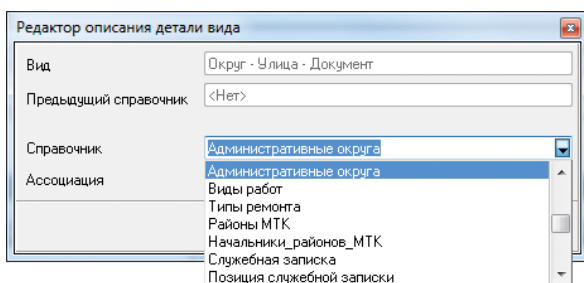 Редактор описания детали вида
Вид
Округ - Улица - Документ
Предыдущий справочник
<Нет>
Справочник
Административные округа
Ассоциация
Административные округа
Виды работ
Типы ремонта
Районы МТК
Начальники_районов_МТК
Служебная записка
Позиция служебной записки